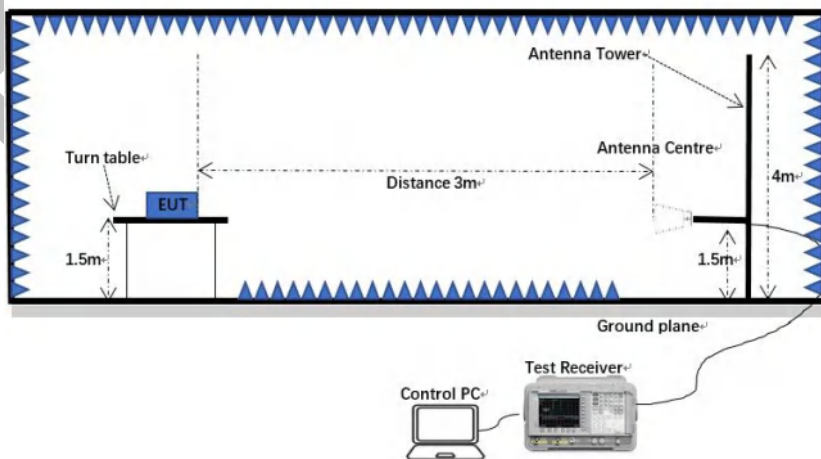 Antenna Tower
Turn table
Antenna Centre
Distance 3m
4m
EUT
1.5m
1.5m
Ground plane
Test Receiver
Control PC